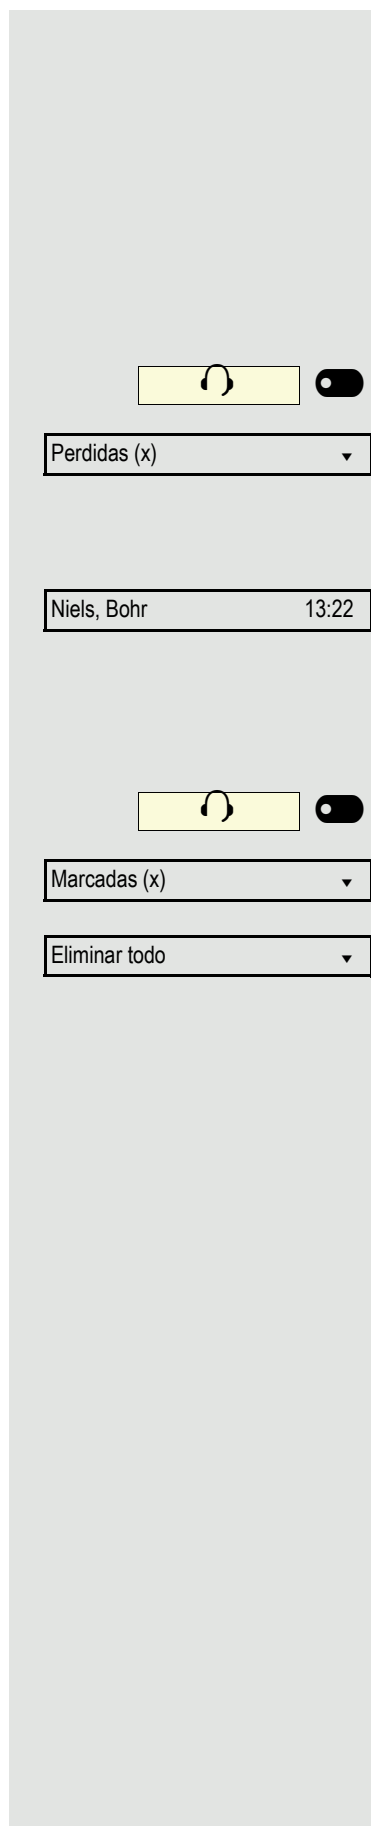 Perdidas (x)
Niels, Bohr 13:22
Marcadas (x)
Eliminar todo